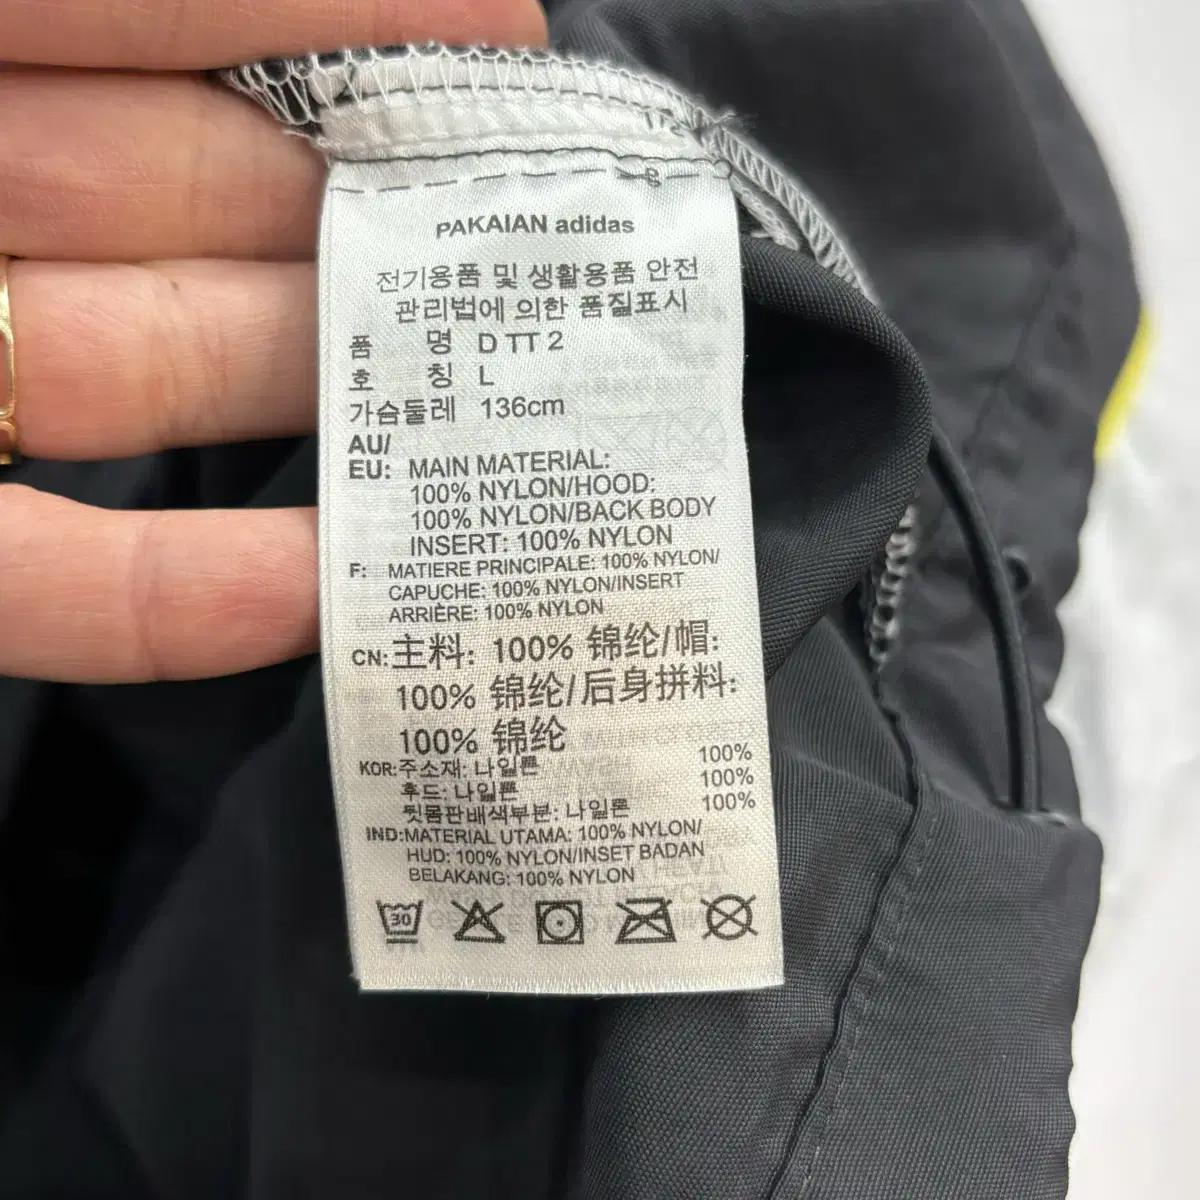 PAKAIAN adidas
전기용품 및 생활용품 안전
관리법에 의한 품질표시
품 명 D TT 2
호 칭 L
가슴둘레 136cm
AU/
EU: MAIN MATERIAL:
100% NYLON/HOOD:
100% NYLON/BACK BODY
INSERT: 100% NYLON
F: MATIERE PRINCIPALE: 100% NYLON/
CAPUCHE: 100% NYLON/INSERT
ARRIÈRE: 100% NYLON
CN: 主料: 100% 锦纶/帽:
100% 锦纶/后身拼料:
100% 锦纶
KOR: 주소재: 나일론 100%
후드: 나일론 100%
뒷몸판배색부분: 나일론 100%
IND: MATERIAL UTAMA: 100% NYLON/
HUD: 100% NYLON/INSET BADAN
BELAKANG: 100% NYLON
30